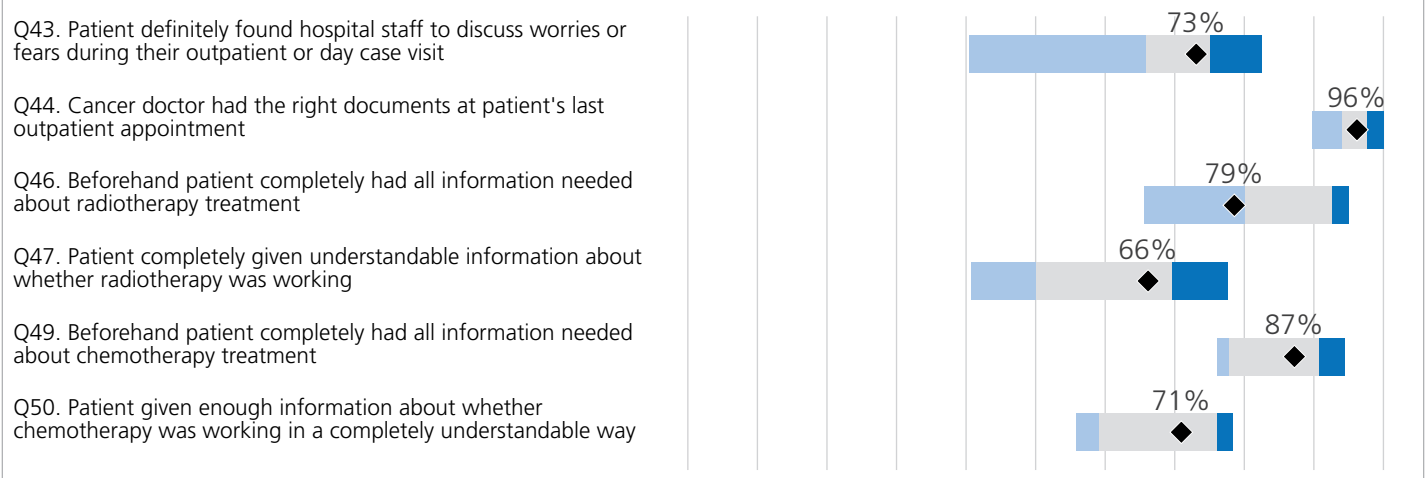 Q43. Patient definitely found hospital staff to discuss worries or
fears during their outpatient or day case visit
73%
Q44. Cancer doctor had the right documents at patient's last
outpatient appointment
96%
Q46. Beforehand patient completely had all information needed
about radiotherapy treatment
79%
Q47. Patient completely given understandable information about
whether radiotherapy was working
66%
Q49. Beforehand patient completely had all information needed
about chemotherapy treatment
87%
Q50. Patient given enough information about whether
chemotherapy was working in a completely understandable way
71%